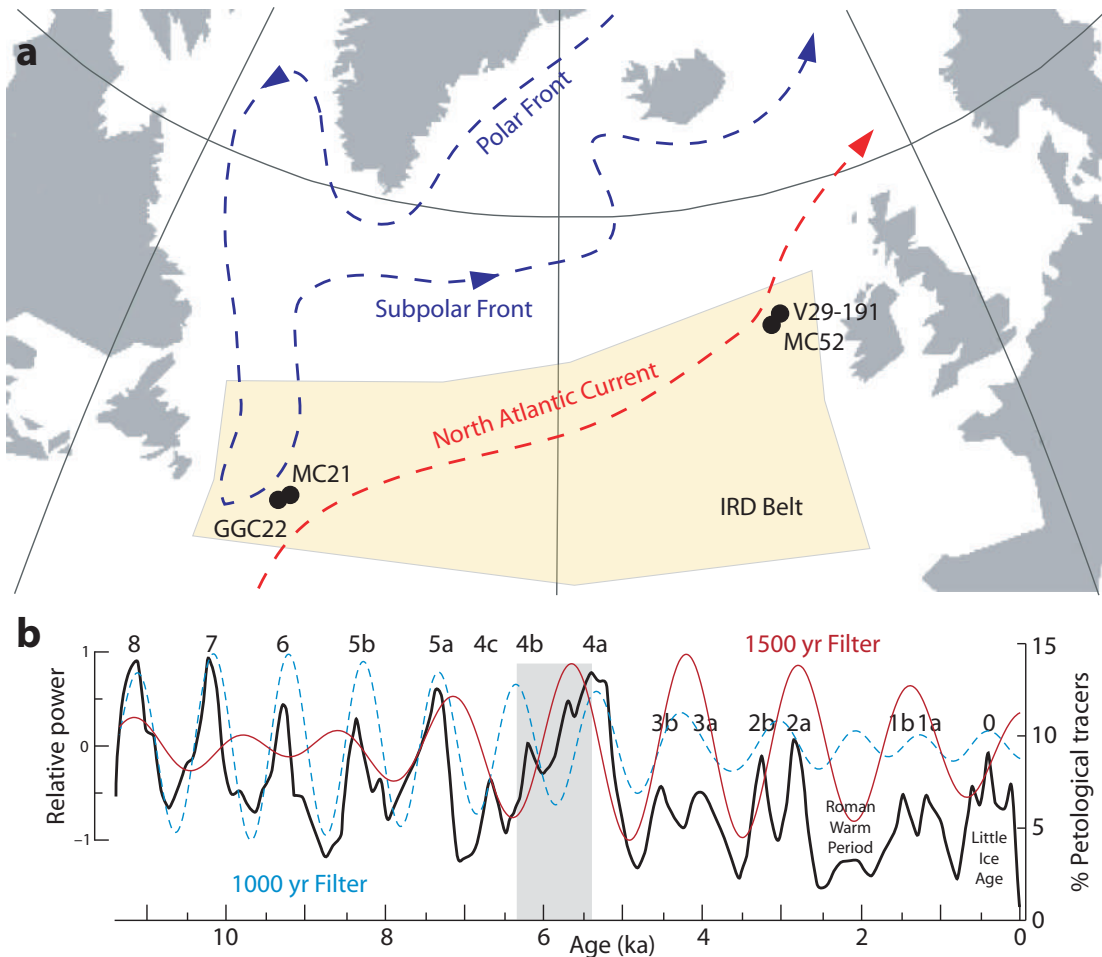 a
Polar Front
Subpolar Front
V29-191
MC52
North Atlantic Current
MC21
GGC22
IRD Belt
b
8 7 6 5b 5a 4c 4b 4a 1500 yr Filter
3b 3a 2b 2a 1b 1a 0
Relative power
1
0
–1
1000 yr Filter
Roman
Warm
Period
Little
Ice
Age
15
10
5
0
% Petological tracers
10 8 6 4 2 0
Age (ka)